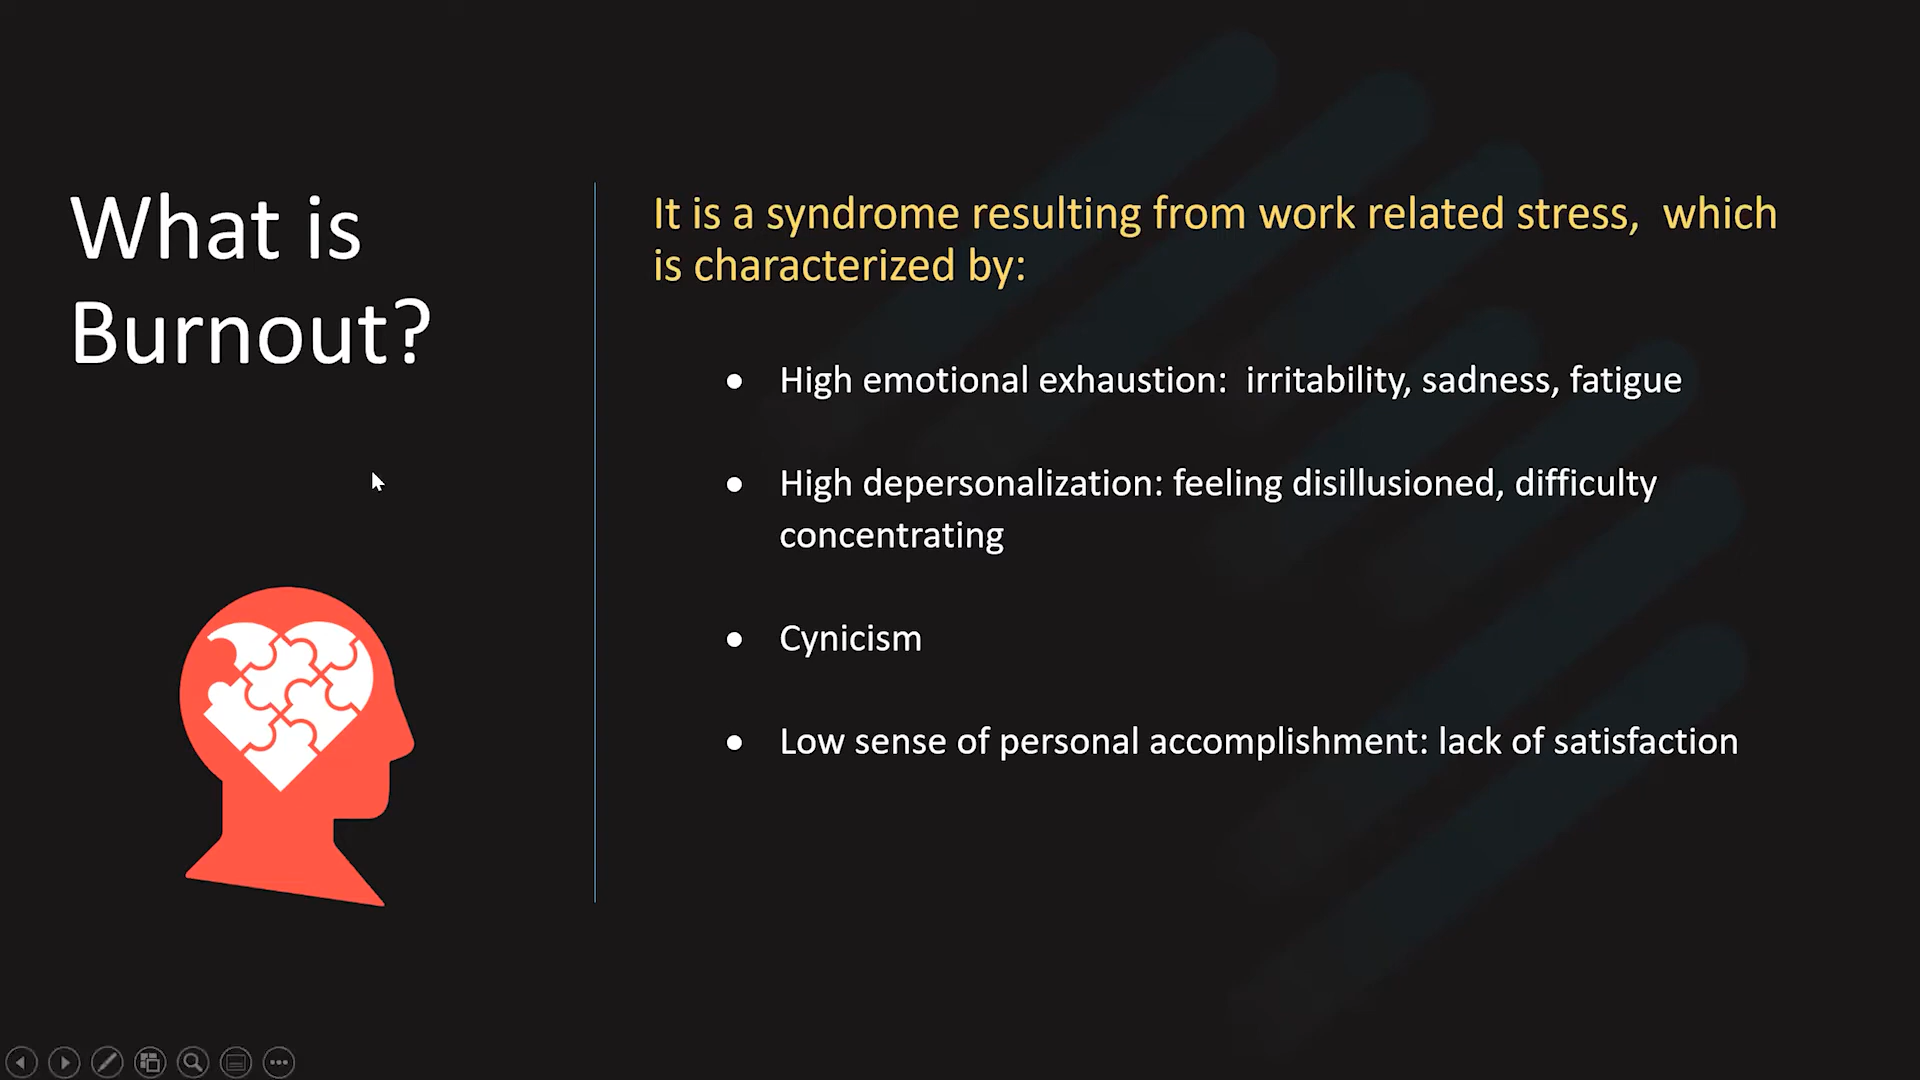 What is
Burnout?
It is a syndrome resulting from work related stress,  which
is characterized by:
● High emotional exhaustion:  irritability, sadness, fatigue
● High depersonalization: feeling disillusioned, difficulty
concentrating
● Cynicism
● Low sense of personal accomplishment: lack of satisfaction